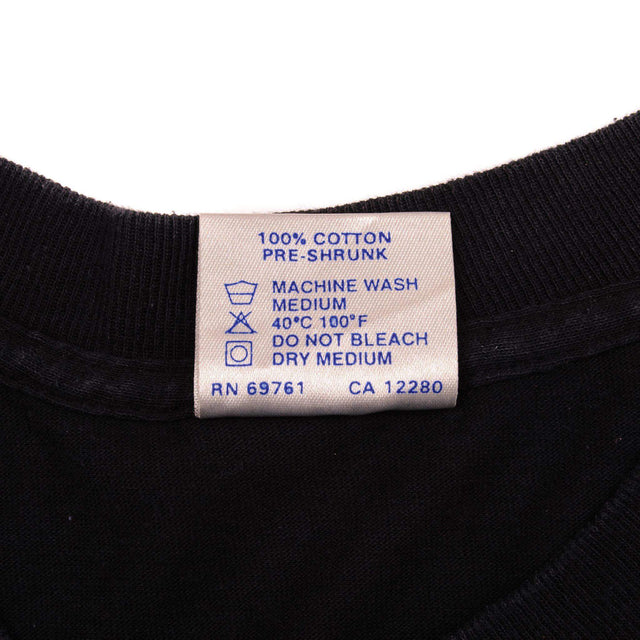 100% COTTON
PRE-SHRUNK
MACHINE WASH
MEDIUM
40°C 100°F
DO NOT BLEACH
DRY MEDIUM
RN 69761 CA 12280